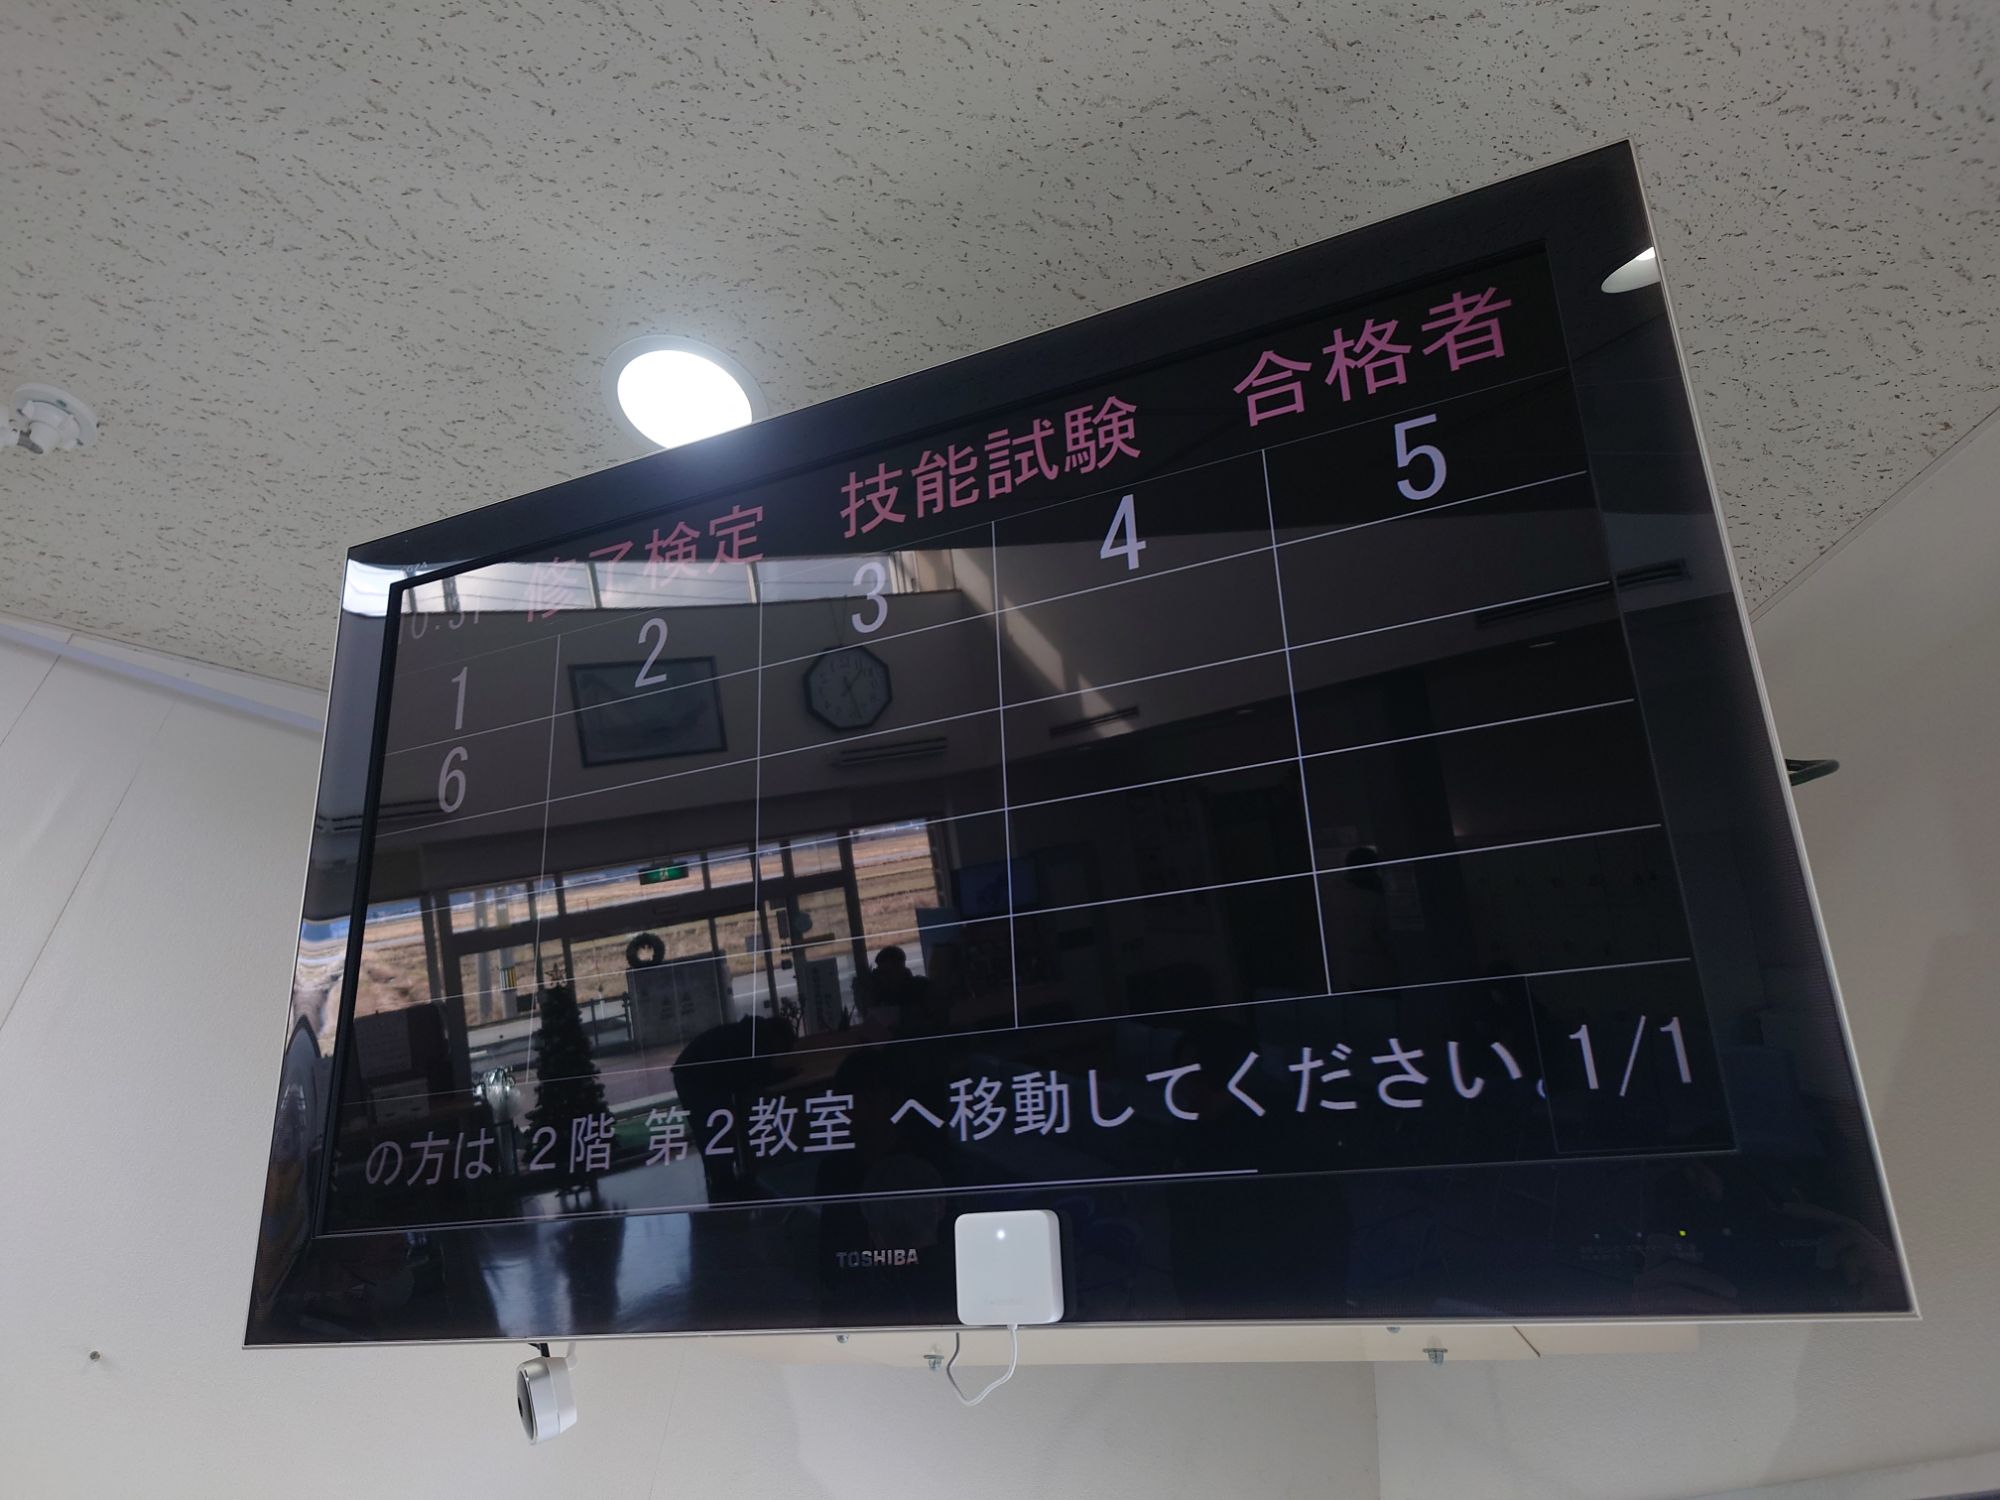 修了検定 技能試験 合格者
10:37
1 2 3 4 5
6
の方は 2階 第2教室 へ移動してください。 1/1
TOSHIBA